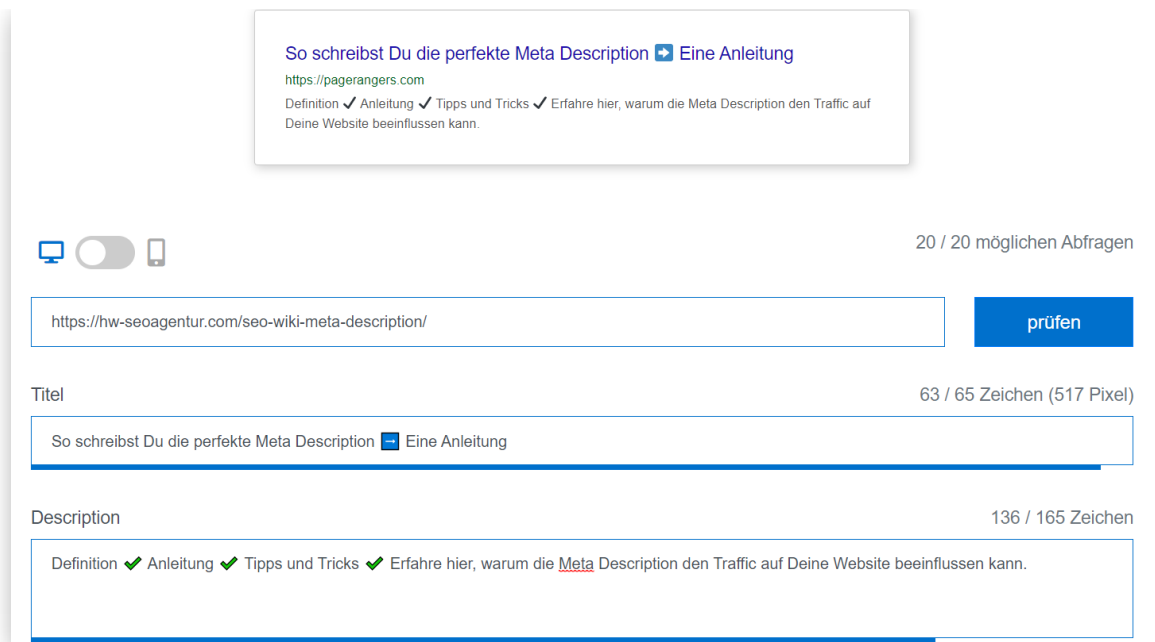 So schreibst Du die perfekte Meta Description ➡ Eine Anleitung
https://pagerangers.com
Definition ✔ Anleitung ✔ Tipps und Tricks ✔ Erfahre hier, warum die Meta Description den Traffic auf
Deine Website beeinflussen kann.
20 / 20 möglichen Abfragen
https://hw-seoagentur.com/seo-wiki-meta-description/
prüfen
Titel 63 / 65 Zeichen (517 Pixel)
So schreibst Du die perfekte Meta Description ➡ Eine Anleitung
Description 136 / 165 Zeichen
Definition ✔ Anleitung ✔ Tipps und Tricks ✔ Erfahre hier, warum die Meta Description den Traffic auf Deine Website beeinflussen kann.